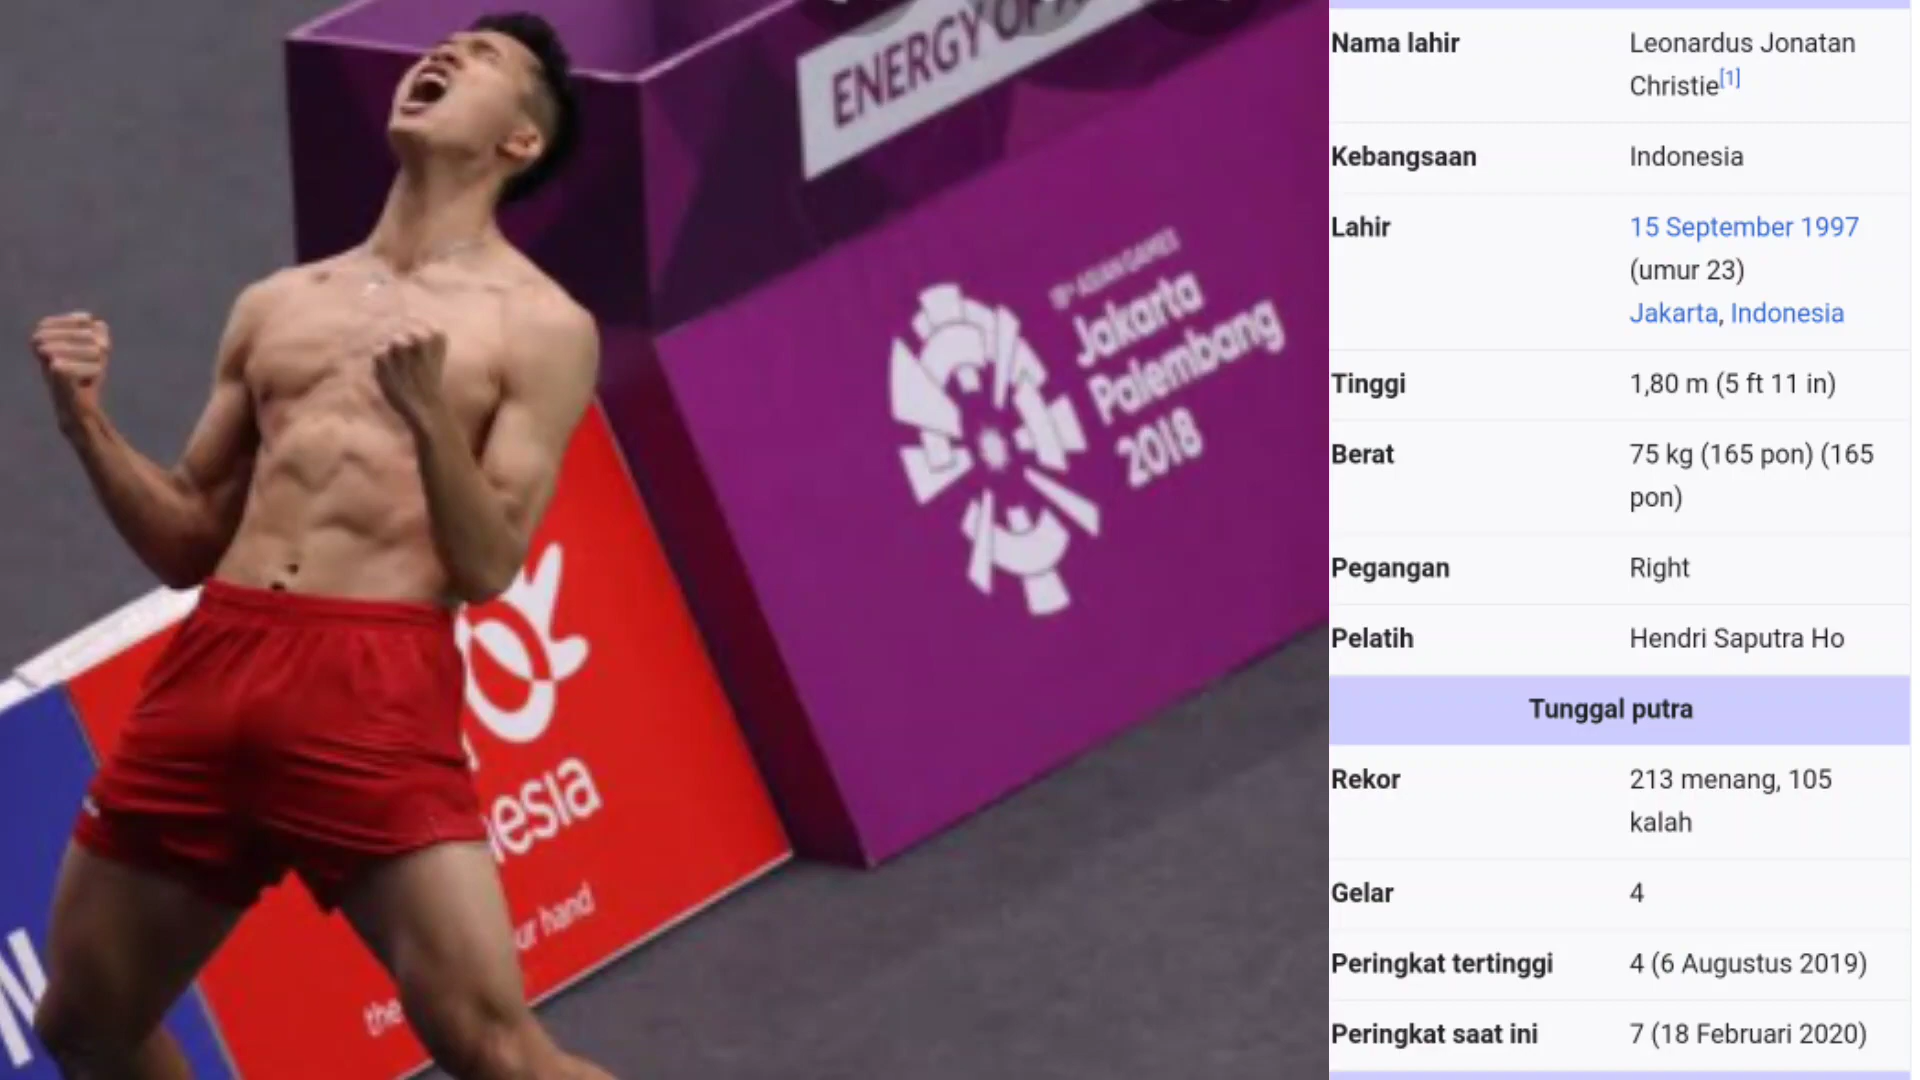 ENERGY OF A
18th ASIAN GAMES
Jakarta
Palembang
2018
nesia
the
ur hand
N
Nama lahir
Leonardus Jonatan
Christie[1]
Kebangsaan
Indonesia
Lahir
15 September 1997
(umur 23)
Jakarta, Indonesia
Tinggi
1,80 m (5 ft 11 in)
Berat
75 kg (165 pon) (165
pon)
Pegangan
Right
Pelatih
Hendri Saputra Ho
Tunggal putra
Rekor
213 menang, 105
kalah
Gelar
4
Peringkat tertinggi
4 (6 Augustus 2019)
Peringkat saat ini
7 (18 Februari 2020)